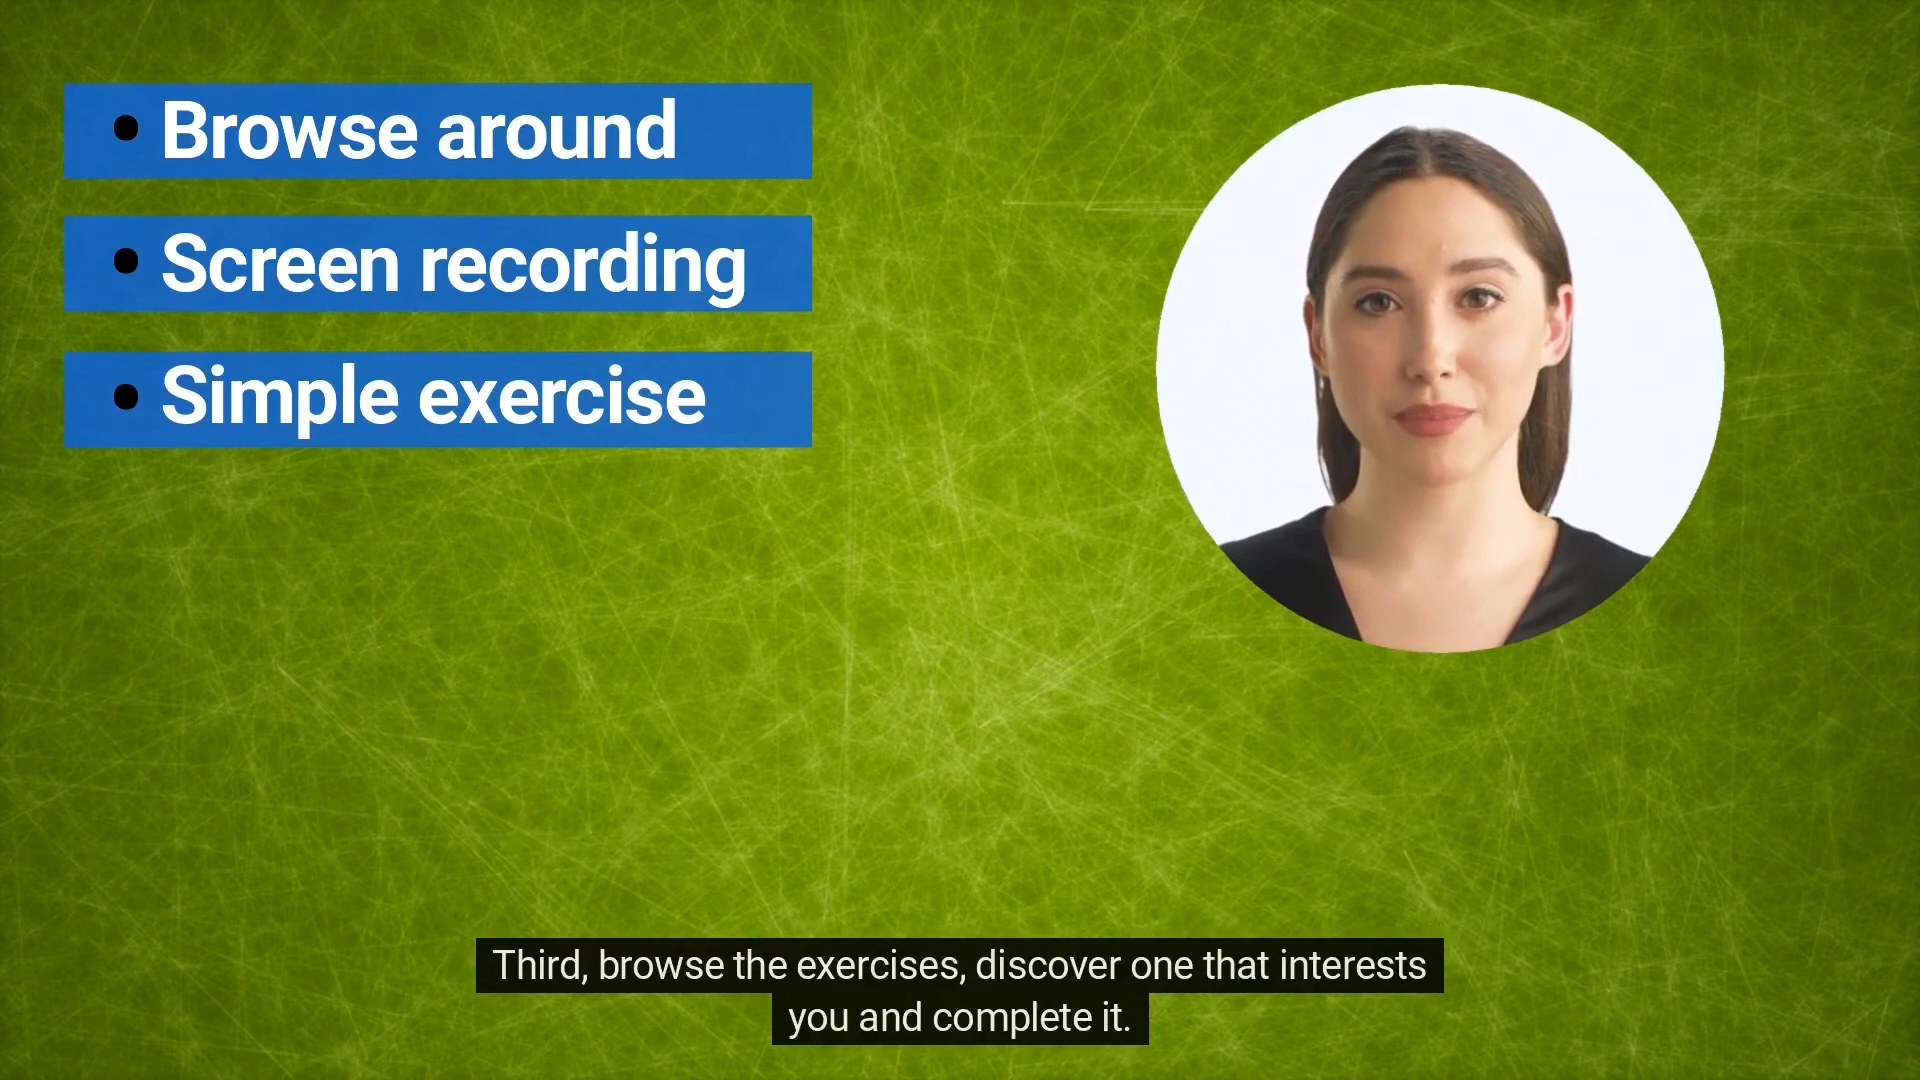 • Browse around
• Screen recording
• Simple exercise
Third, browse the exercises, discover one that interests
you and complete it.